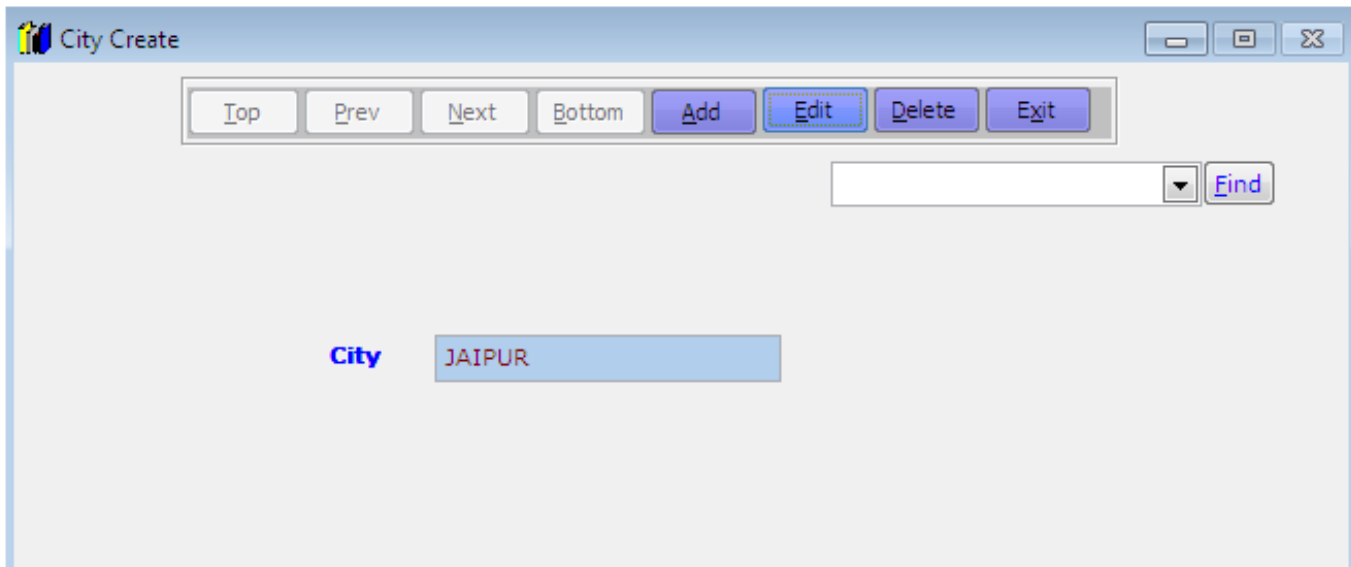 City Create
Top Prev Next Bottom Add Edit Delete Exit
Find
City JAIPUR